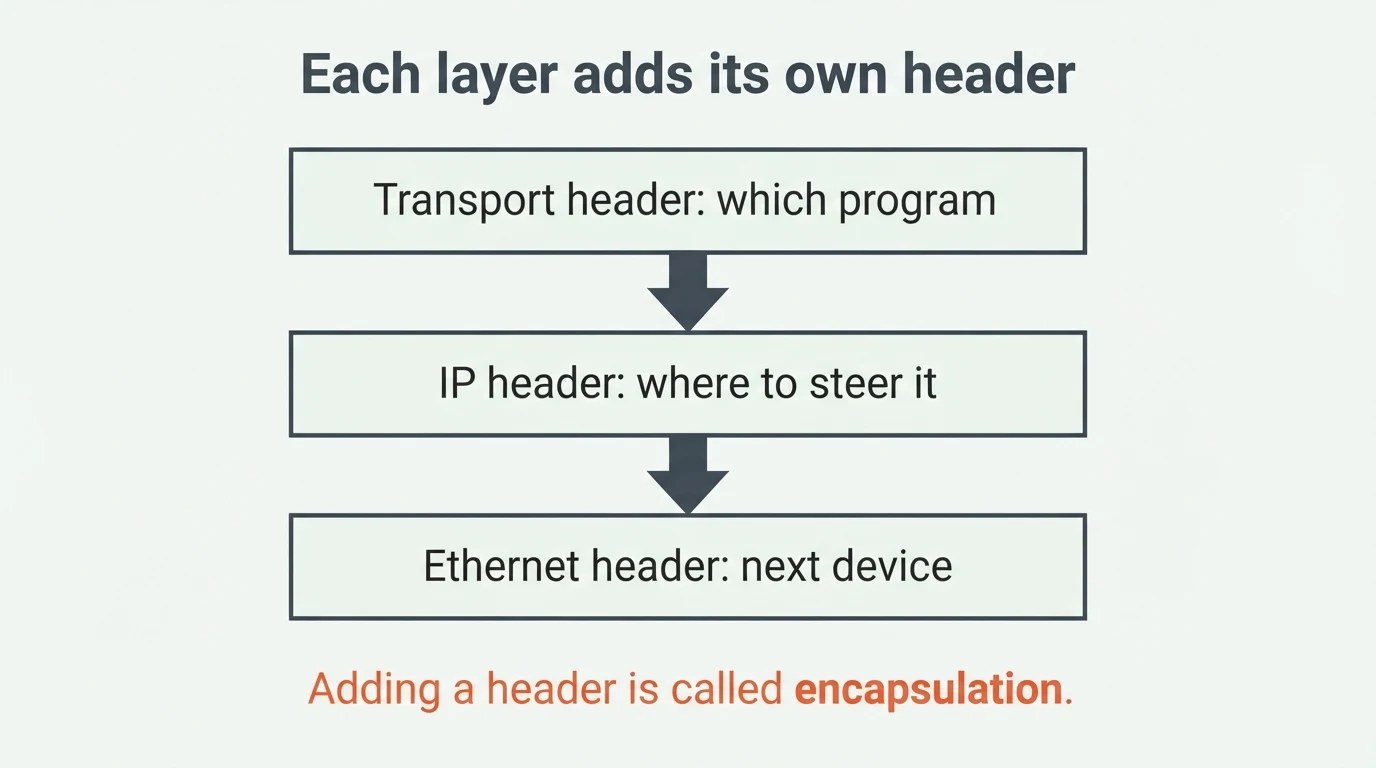 Each layer adds its own header
Transport header: which program
IP header: where to steer it
Ethernet header: next device
Adding a header is called encapsulation.